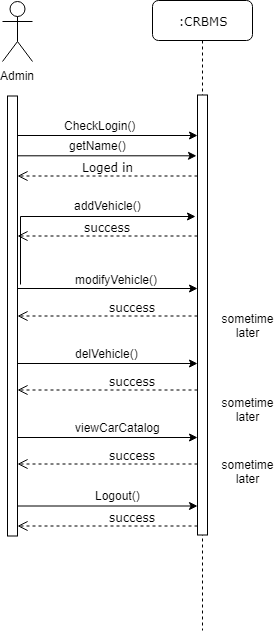 :CRBMS
Admin
CheckLogin()
getName()
Loged in
addVehicle()
success
modifyVehicle()
success
sometime
later
delVehicle()
success
sometime
later
viewCarCatalog
success
sometime
later
Logout()
success